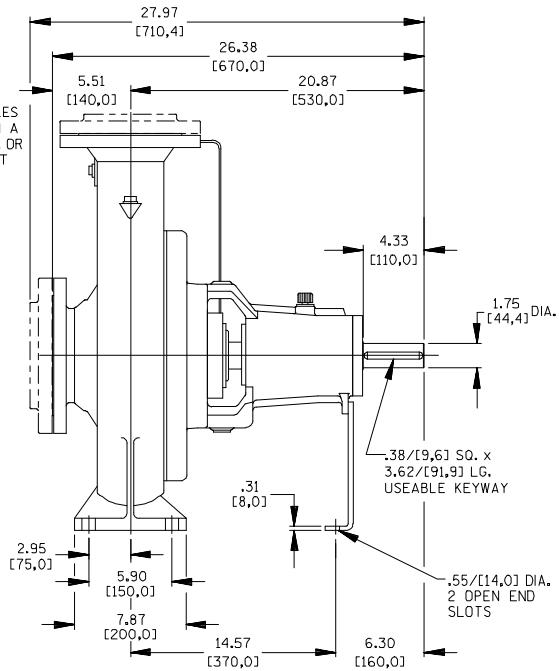 27.97
[710,4]
26.38
[670,0]
5.51
[140,0]
20.87
[530,0]
A
OR
4.33
[110,0]
1.75
[44,4] DIA.
.38/[9,6] SQ. x
3.62/[91,9] LG.
USEABLE KEYWAY
.31
[8,0]
2.95
[75,0]
5.90
[150,0]
7.87
[200,0]
.55/[14,0] DIA.
2 OPEN END
SLOTS
14.57
[370,0]
6.30
[160,0]